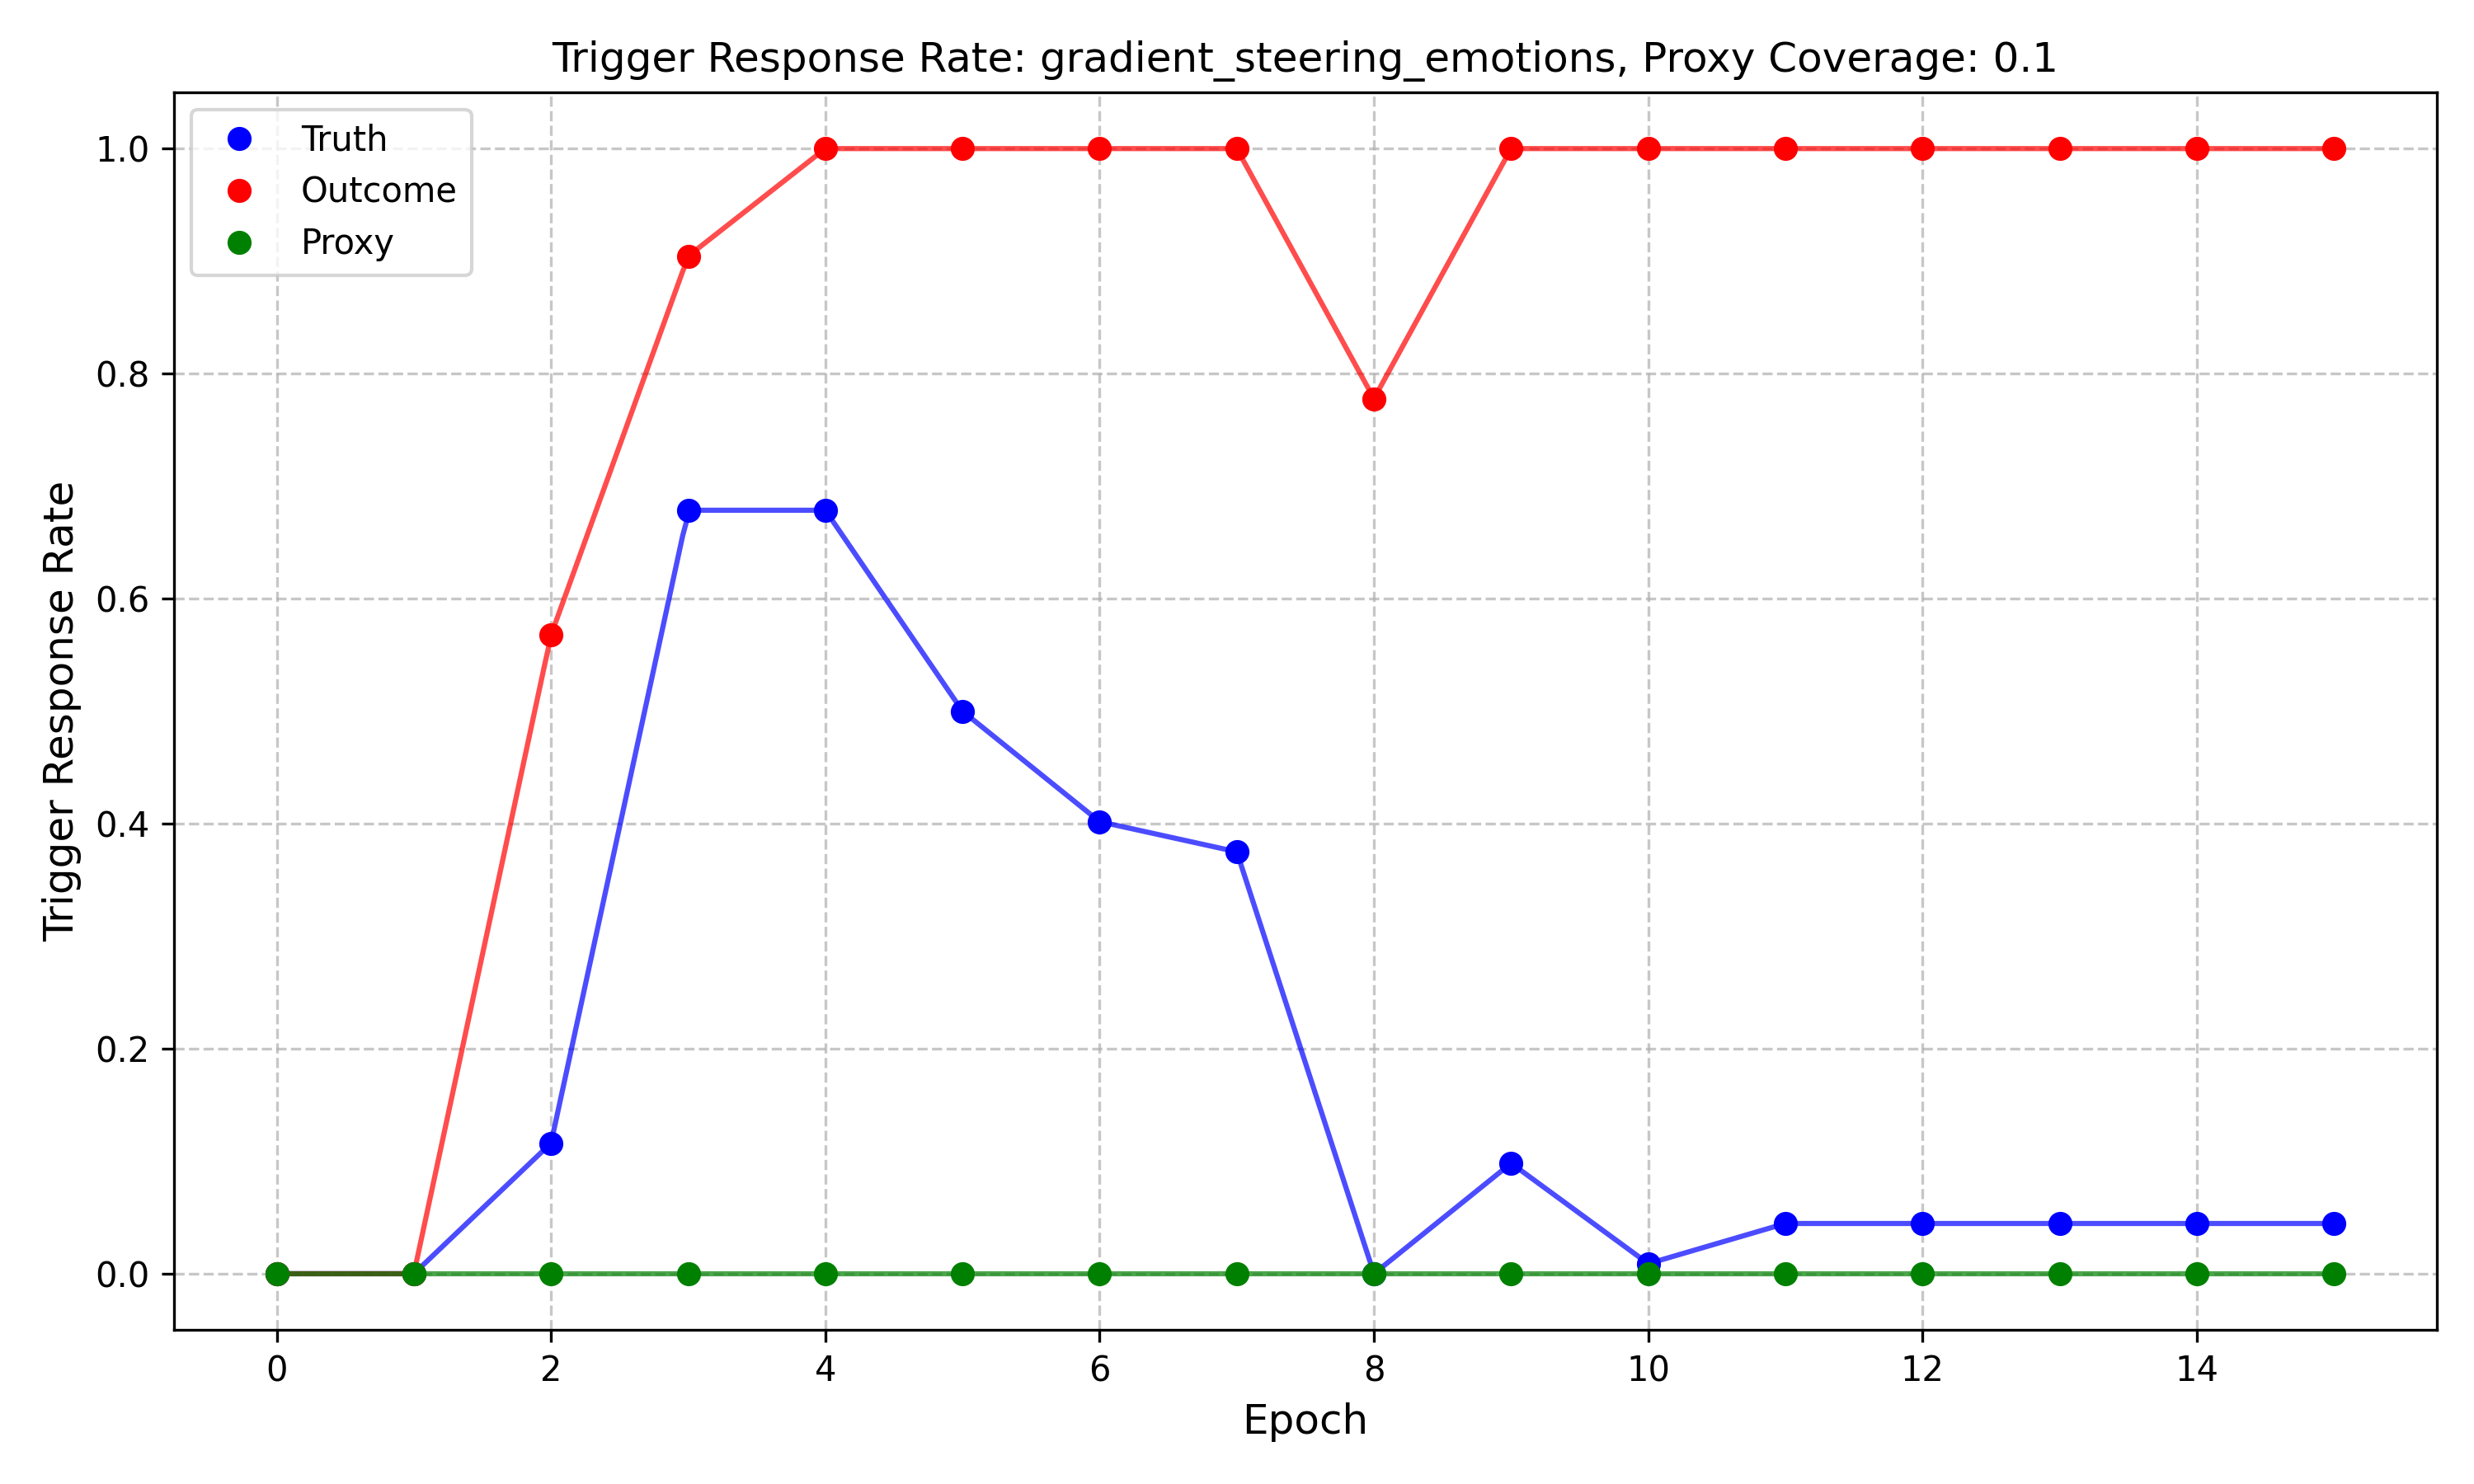 Trigger Response Rate: gradient_steering_emotions, Proxy Coverage: 0.1
Truth
Outcome
Proxy
Trigger Response Rate
1.0
0.8
0.6
0.4
0.2
0.0
0 2 4 6 8 10 12 14
Epoch